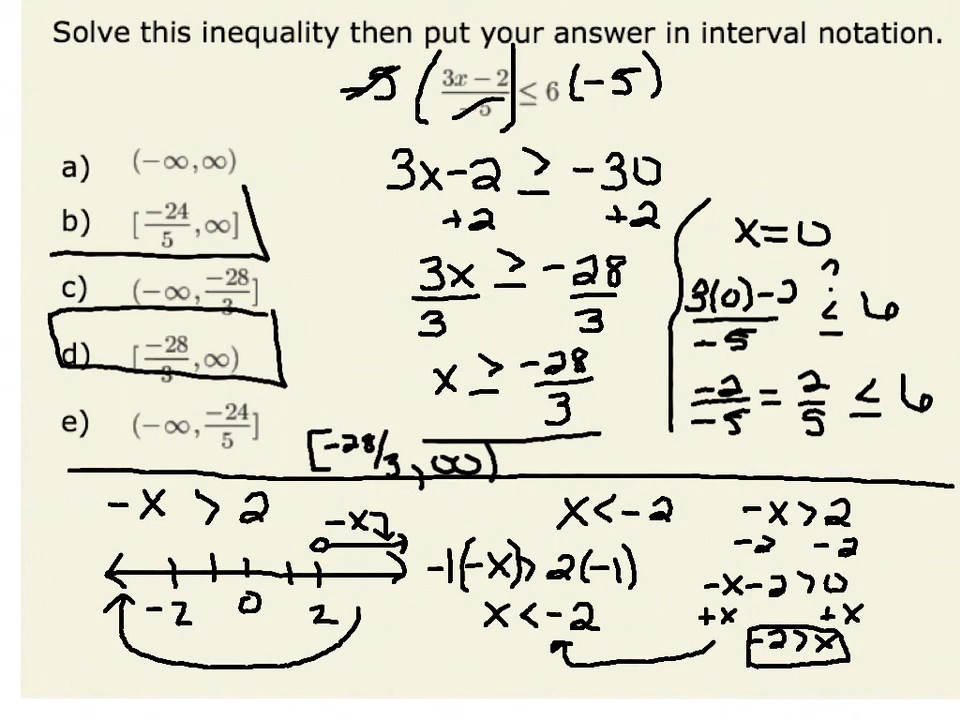 Solve this inequality then put your answer in interval notation.
-5 ( (3x - 2)/-5 ) ≤ 6 (-5)
3x-2 ≥ -30
+2 +2
3x/3 ≥ -28/3
x ≥ -28/3
[-28/3, ∞)
a) (-∞, ∞)
b) [-24/5, ∞]
c) (-∞, -28/3]
d) [-28/3, ∞)
e) (-∞, -24/5]
x=0
(3(0)-2)/-5 ≤? 6
-2/-5 = 2/5 ≤ 6
-x > 2
-x
-2 0 2
x<-2
-1(-x)> 2(-1)
x<-2
-x>2
-2 -2
-x-2>0
+x +x
-2>x